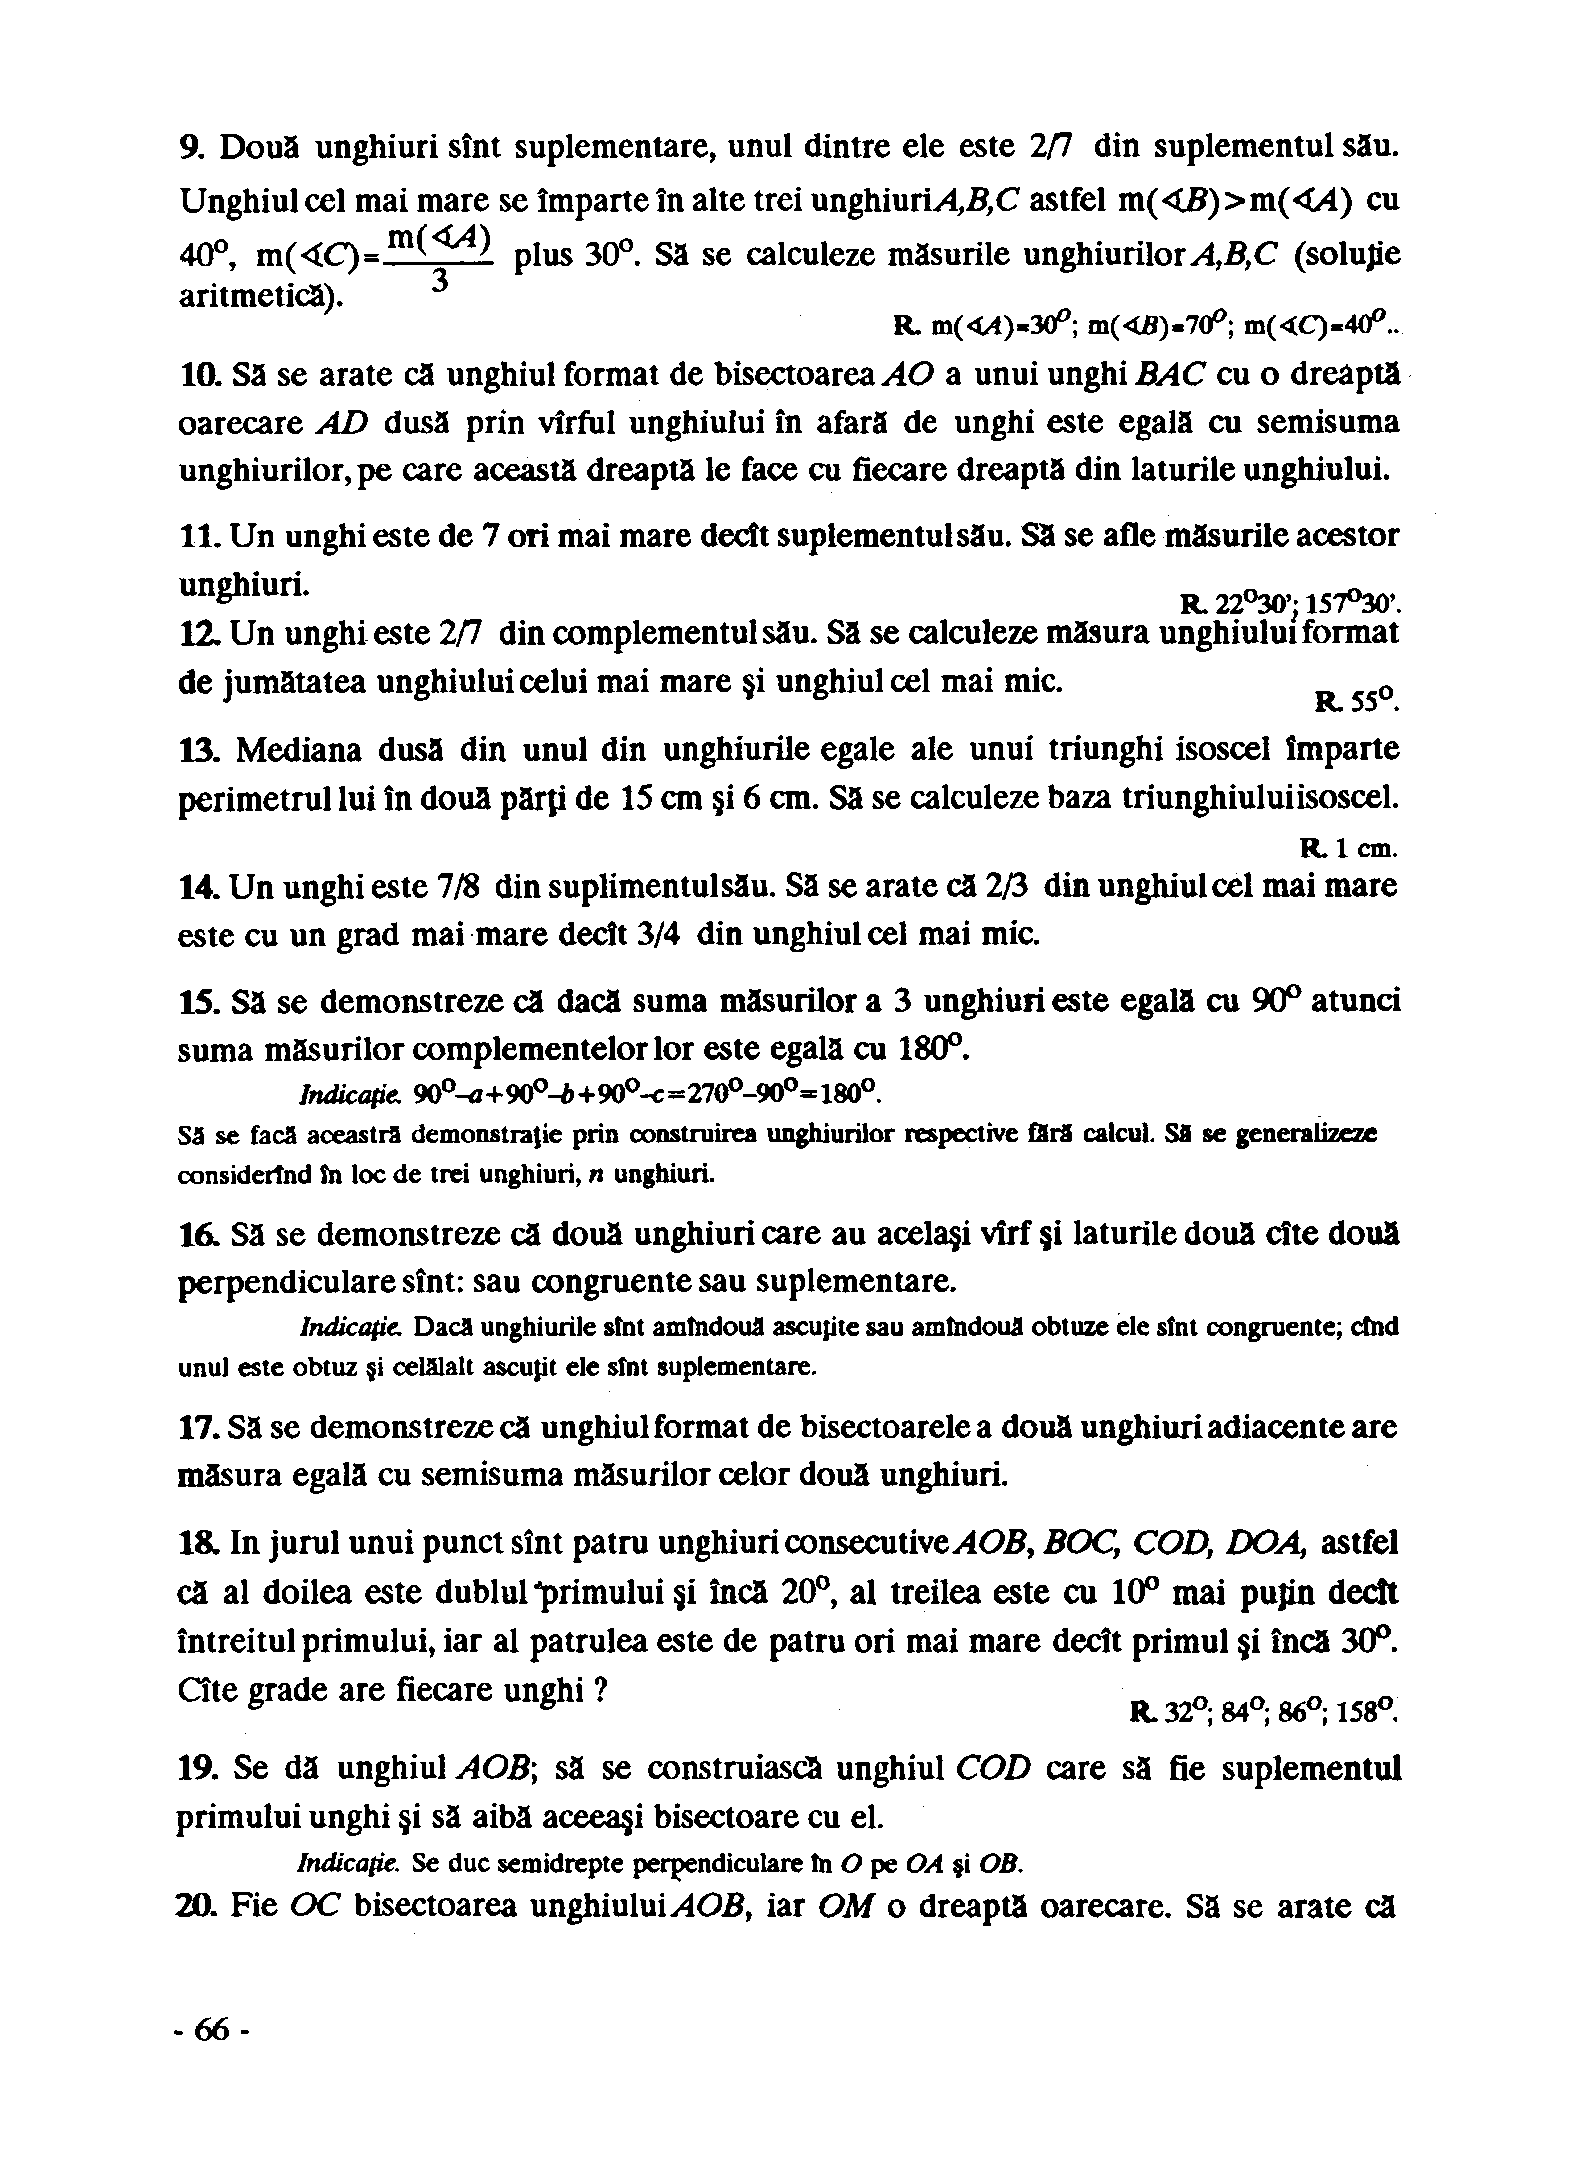 9. Două unghiuri sînt suplementare, unul dintre ele este 2/7 din suplementul său.
Unghiul cel mai mare se împarte în alte trei unghiuri A,B,C astfel m(∢B)>m(∢A) cu
40°, m(∢C)= m(∢A)/3 plus 30°. Să se calculeze măsurile unghiurilor A,B,C (soluţie
aritmetică).
R. m(∢A)=30°; m(∢B)=70°; m(∢C)=40°..
10. Să se arate că unghiul format de bisectoarea AO a unui unghi BAC cu o dreaptă
oarecare AD dusă prin vîrful unghiului în afară de unghi este egală cu semisuma
unghiurilor, pe care această dreaptă le face cu fiecare dreaptă din laturile unghiului.
11. Un unghi este de 7 ori mai mare decît suplementul său. Să se afle măsurile acestor
unghiuri.
R. 22°30'; 157°30'.
12. Un unghi este 2/7 din complementul său. Să se calculeze măsura unghiului format
de jumătatea unghiului celui mai mare şi unghiul cel mai mic.
R. 55°.
13. Mediana dusă din unul din unghiurile egale ale unui triunghi isoscel împarte
perimetrul lui în două părţi de 15 cm şi 6 cm. Să se calculeze baza triunghiului isoscel.
R. 1 cm.
14. Un unghi este 7/8 din suplimentul său. Să se arate că 2/3 din unghiul cel mai mare
este cu un grad mai mare decît 3/4 din unghiul cel mai mic.
15. Să se demonstreze că dacă suma măsurilor a 3 unghiuri este egală cu 90° atunci
suma măsurilor complementelor lor este egală cu 180°.
Indicaţie. 90°-a+90°-b+90°-c=270°-90°=180°.
Să se facă aceastră demonstraţie prin construirea unghiurilor respective fără calcul. Să se generalizeze
considerînd în loc de trei unghiuri, n unghiuri.
16. Să se demonstreze că două unghiuri care au acelaşi vîrf şi laturile două cîte două
perpendiculare sînt: sau congruente sau suplementare.
Indicaţie. Dacă unghiurile sînt amîndouă ascuţite sau amîndouă obtuze ele sînt congruente; cînd
unul este obtuz şi celălalt ascuţit ele sînt suplementare.
17. Să se demonstreze că unghiul format de bisectoarele a două unghiuri adiacente are
măsura egală cu semisuma măsurilor celor două unghiuri.
18. In jurul unui punct sînt patru unghiuri consecutive AOB, BOC, COD, DOA, astfel
că al doilea este dublul primului şi încă 20°, al treilea este cu 10° mai puţin decît
întreitul primului, iar al patrulea este de patru ori mai mare decît primul şi încă 30°.
Cîte grade are fiecare unghi ?
R. 32°; 84°; 86°; 158°.
19. Se dă unghiul AOB; să se construiască unghiul COD care să fie suplementul
primului unghi şi să aibă aceeaşi bisectoare cu el.
Indicaţie. Se duc semidrepte perpendiculare în O pe OA şi OB.
20. Fie OC bisectoarea unghiului AOB, iar OM o dreaptă oarecare. Să se arate că
- 66 -